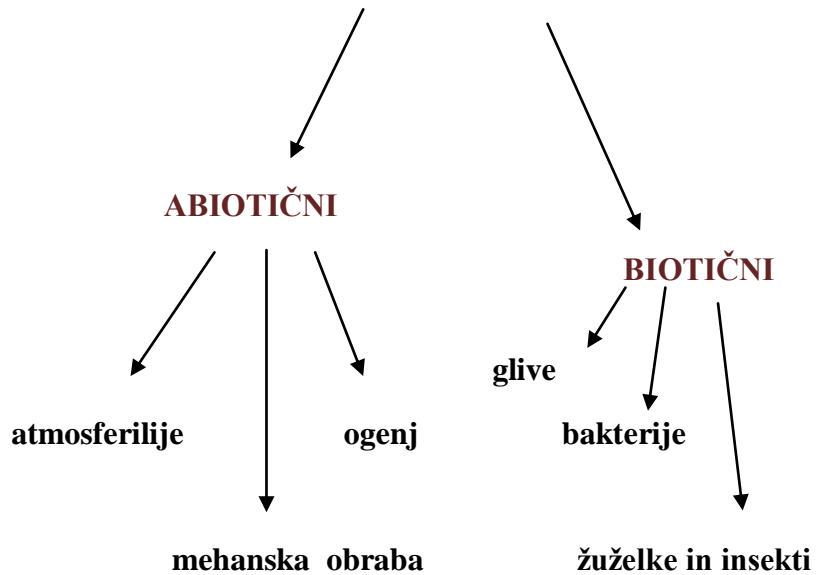 ABIOTIČNI
BIOTIČNI
glive
atmosferilije
ogenj
bakterije
mehanska obraba
žuželke in insekti